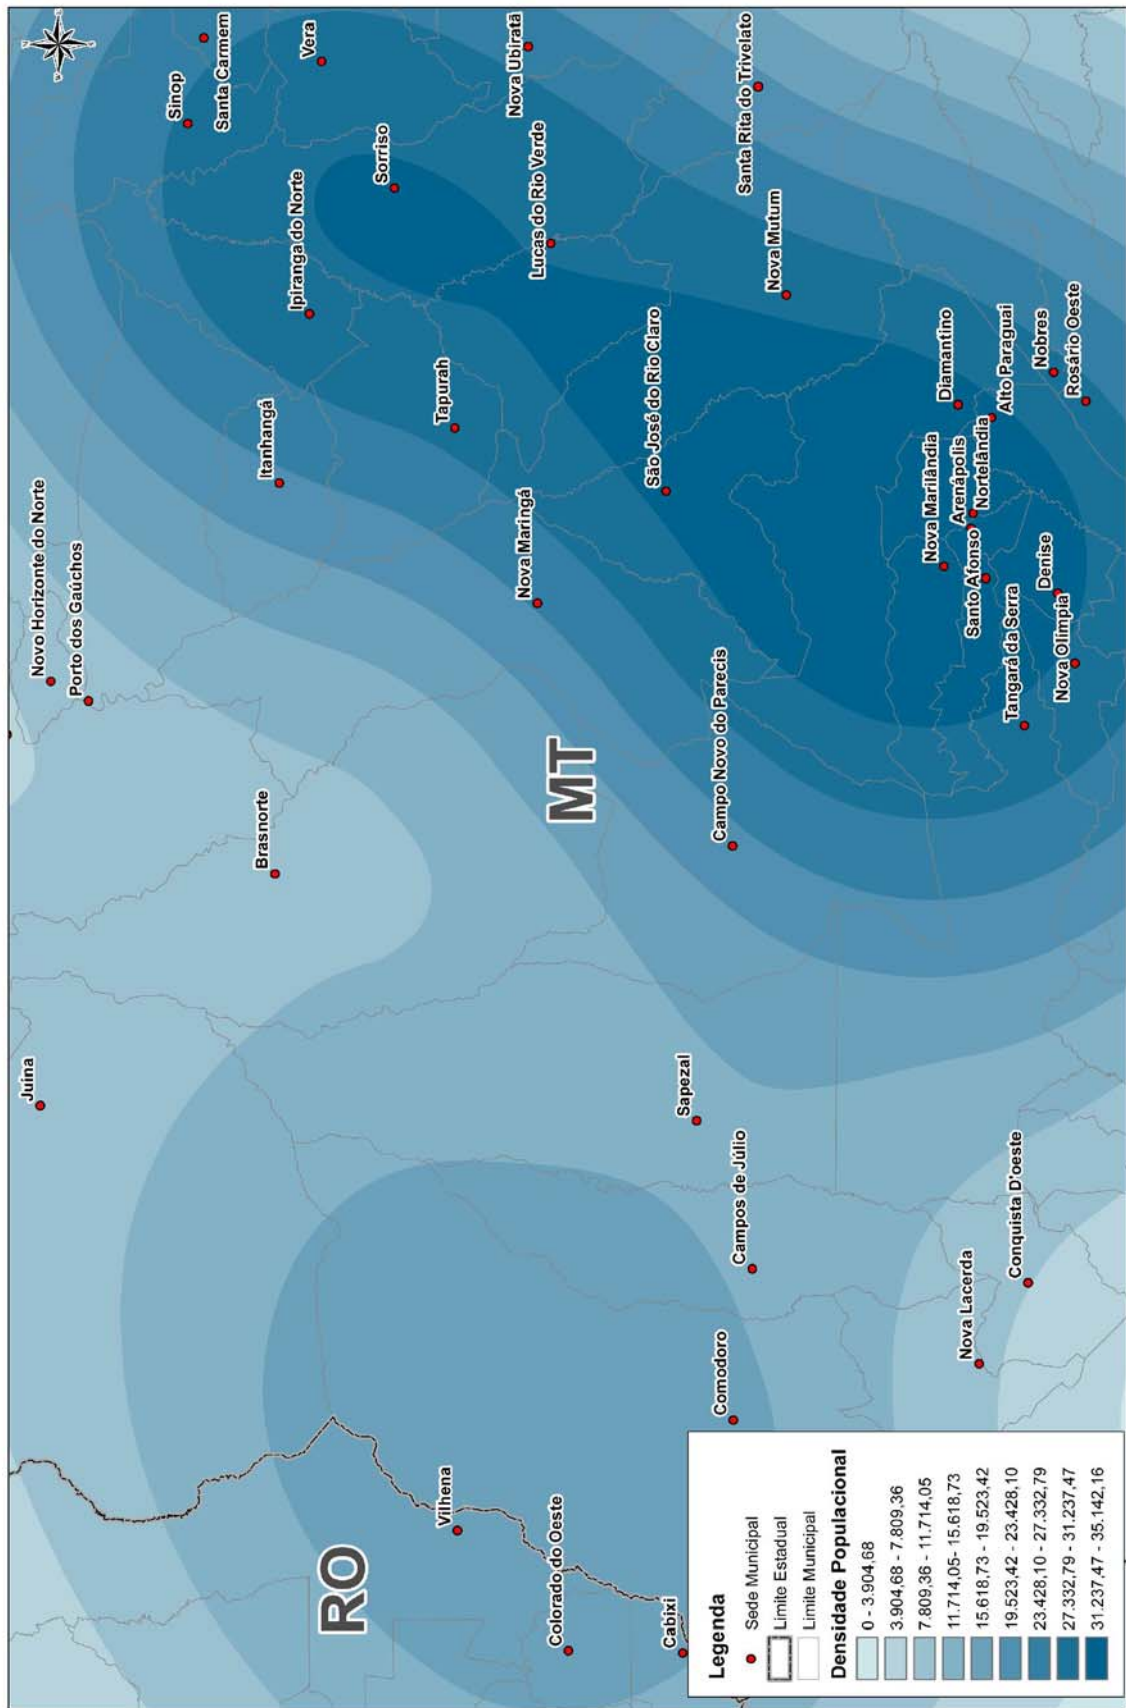 Novo Horizonte do Norte
Porto dos Gaúchos
Juina
Brasnorte
Itanhangá
Ipiranga do Norte
Sinop
Santa Carmem
Vera
Sorriso
Tapurah
Nova Maringá
Lucas do Rio Verde
Nova Ubiratã
MT
RO
Vilhena
Colorado do Oeste
Cabixi
Comodoro
Campos de Júlio
Sapezal
Campo Novo do Parecis
São José do Rio Claro
Nova Mutum
Santa Rita do Trivelato
Nova Lacerda
Conquista D'oeste
Tangará da Serra
Nova Olímpia
Denise
Santo Afonso
Nova Marilândia
Arenápolis
Nortelândia
Diamantino
Alto Paraguai
Nobres
Rosário Oeste
Legenda
Sede Municipal
Limite Estadual
Limite Municipal
Densidade Populacional
0 - 3.904,68
3.904,68 - 7.809,36
7.809,36 - 11.714,05
11.714,05- 15.618,73
15.618,73 - 19.523,42
19.523,42 - 23.428,10
23.428,10 - 27.332,79
27.332,79 - 31.237,47
31.237,47 - 35.142,16